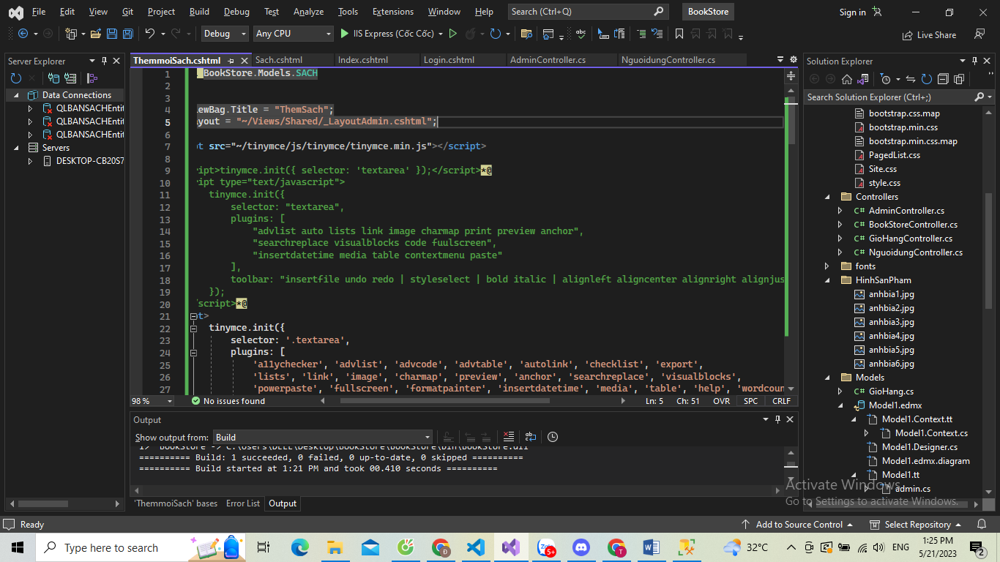 File Edit View Git Project Build Debug Test Analyze Tools Extensions Window Help Search (Ctrl+Q) BookStore Sign in
Debug Any CPU IIS Express (Cốc Cốc) Live Share
Server Explorer
Data Connections
QLBANSACHEntit
QLBANSACHEntit
QLBANSACHEntit
Servers
DESKTOP-CB20S7
ThemmoiSach.cshtml Sach.cshtml Index.cshtml Login.cshtml AdminController.cs NguoidungController.cs
1 BookStore.Models.SACH
2
3
4 iewBag.Title = "ThemSach";
5 ayout = "~/Views/Shared/_LayoutAdmin.cshtml";
6
7 pt src="~/tinymce/js/tinymce/tinymce.min.js"></script>
8
9 ript>tinymce.init({ selector: 'textarea' });</script>*@
10 ript type="text/javascript">
11 tinymce.init({
12 selector: "textarea",
13 plugins: [
14 "advlist auto lists link image charmap print preview anchor",
15 "searchreplace visualblocks code fuulscreen",
16 "insertdatetime media table contextmenu paste"
17 ],
18 toolbar: "insertfile undo redo | styleselect | bold italic | alignleft aligncenter alignright alignjus
19 });
20 script>*@
21 t>
22 tinymce.init({
23 selector: '.textarea',
24 plugins: [
25 'a11ychecker', 'advlist', 'advcode', 'advtable', 'autolink', 'checklist', 'export',
26 'lists', 'link', 'image', 'charmap', 'preview', 'anchor', 'searchreplace', 'visualblocks',
27 'powerpaste', 'fullscreen', 'formatpainter', 'insertdatetime', 'media', 'table', 'help', 'wordcoun
98 % No issues found Ln: 5 Ch: 51 OVR SPC CRLF
Output
Show output from: Build
1> BookStore -> C:\Users\DELL\Desktop\BookStore\BookStore\bin\BookStore.dll
========== Build: 1 succeeded, 0 failed, 0 up-to-date, 0 skipped ==========
========== Build started at 1:21 PM and took 00.410 seconds ==========
'ThemmoiSach' bases Error List Output
Solution Explorer
Search Solution Explorer (Ctrl+;)
bootstrap.css.map
bootstrap.min.css
bootstrap.min.css.map
PagedList.css
Site.css
style.css
Controllers
C# AdminController.cs
C# BookStoreController.cs
C# GioHangController.cs
C# NguoidungController.cs
fonts
HinhSanPham
anhbia1.jpg
anhbia2.jpg
anhbia3.jpg
anhbia4.jpg
anhbia5.jpg
anhbia6.jpg
Models
C# GioHang.cs
Model1.edmx
Model1.Context.tt
Model1.Context.cs
Model1.Designer.cs
Model1.edmx.diagram
Model1.tt
admin.cs
Activate Windows
Go to Settings to activate Windows.
Ready Add to Source Control Select Repository
Type here to search 5+ 32°C ENG 1:25 PM
5/21/2023 2